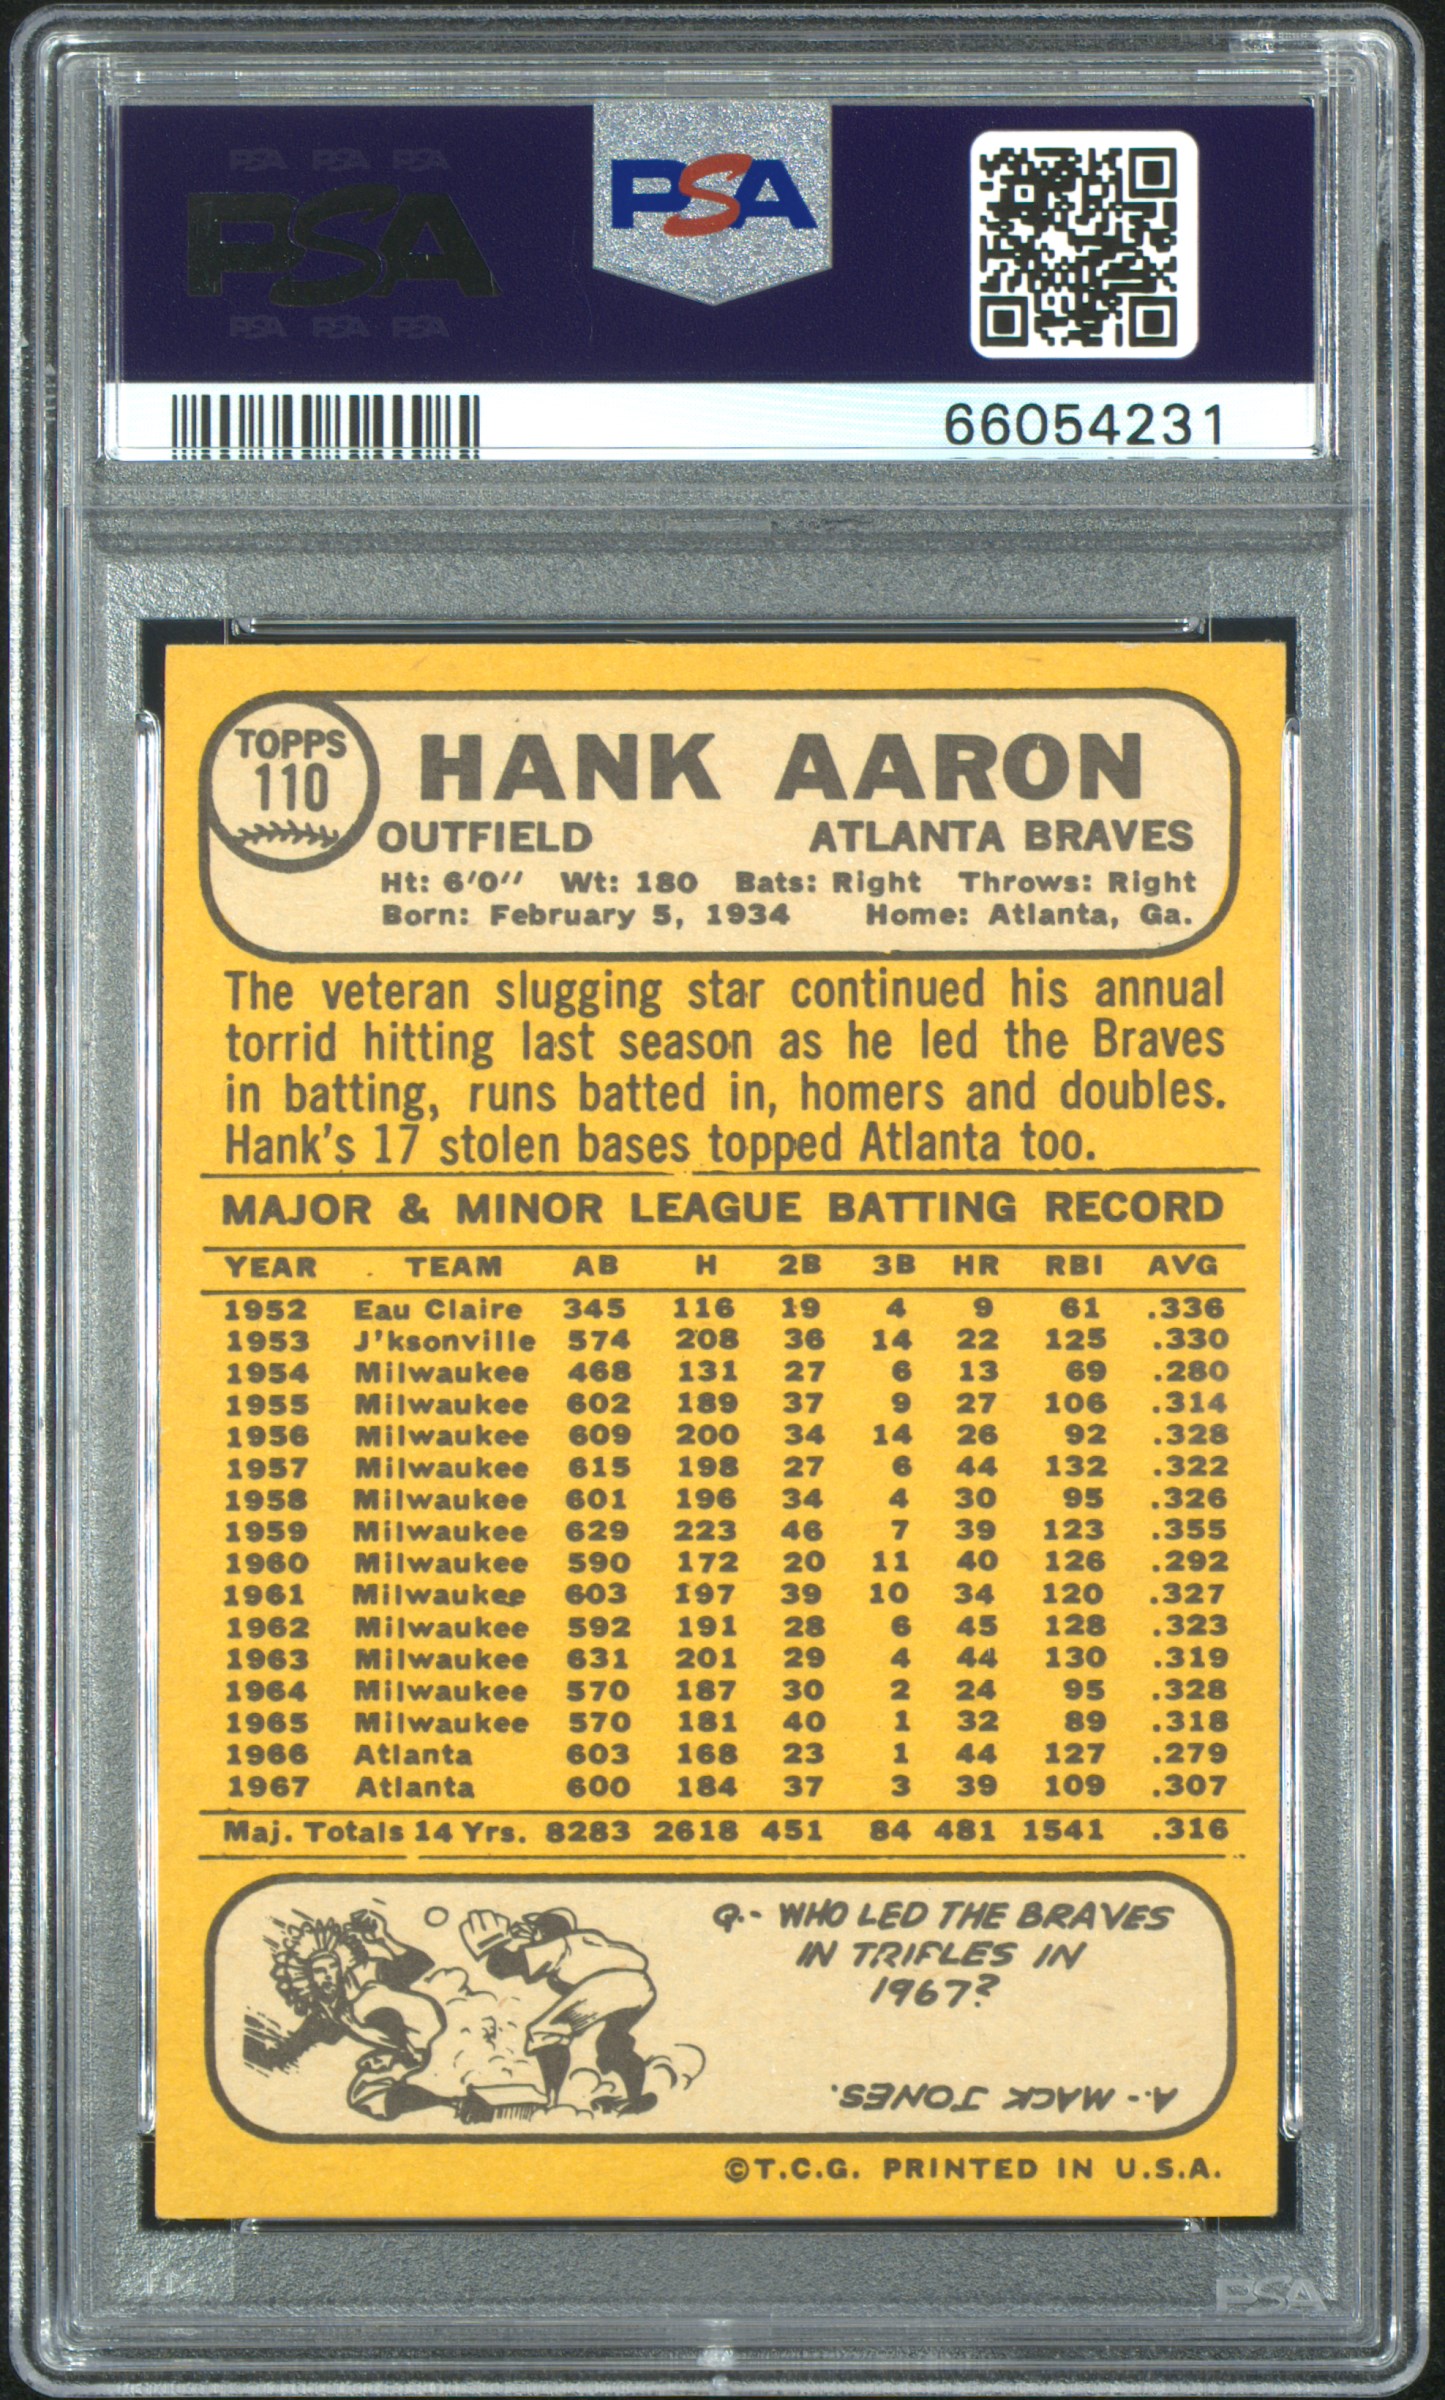 PSA PSA PSA
PSA
PSA PSA PSA
PSA
66054231
TOPPS
110
HANK AARON
OUTFIELD ATLANTA BRAVES
Ht: 6'0" Wt: 180 Bats: Right Throws: Right
Born: February 5, 1934 Home: Atlanta, Ga.
The veteran slugging star continued his annual
torrid hitting last season as he led the Braves
in batting, runs batted in, homers and doubles.
Hank's 17 stolen bases topped Atlanta too.
MAJOR & MINOR LEAGUE BATTING RECORD
YEAR TEAM AB H 2B 3B HR RBI AVG
1952 Eau Claire 345 116 19 4 9 61 .336
1953 J'ksonville 574 208 36 14 22 125 .330
1954 Milwaukee 468 131 27 6 13 69 .280
1955 Milwaukee 602 189 37 9 27 106 .314
1956 Milwaukee 609 200 34 14 26 92 .328
1957 Milwaukee 615 198 27 6 44 132 .322
1958 Milwaukee 601 196 34 4 30 95 .326
1959 Milwaukee 629 223 46 7 39 123 .355
1960 Milwaukee 590 172 20 11 40 126 .292
1961 Milwaukee 603 197 39 10 34 120 .327
1962 Milwaukee 592 191 28 6 45 128 .323
1963 Milwaukee 631 201 29 4 44 130 .319
1964 Milwaukee 570 187 30 2 24 95 .328
1965 Milwaukee 570 181 40 1 32 89 .318
1966 Atlanta 603 168 23 1 44 127 .279
1967 Atlanta 600 184 37 3 39 109 .307
Maj. Totals 14 Yrs. 8283 2618 451 84 481 1541 .316
Q.- WHO LED THE BRAVES
IN TRIFLES IN
1967?
A.- MACK JONES.
©T.C.G. PRINTED IN U.S.A.
PSA